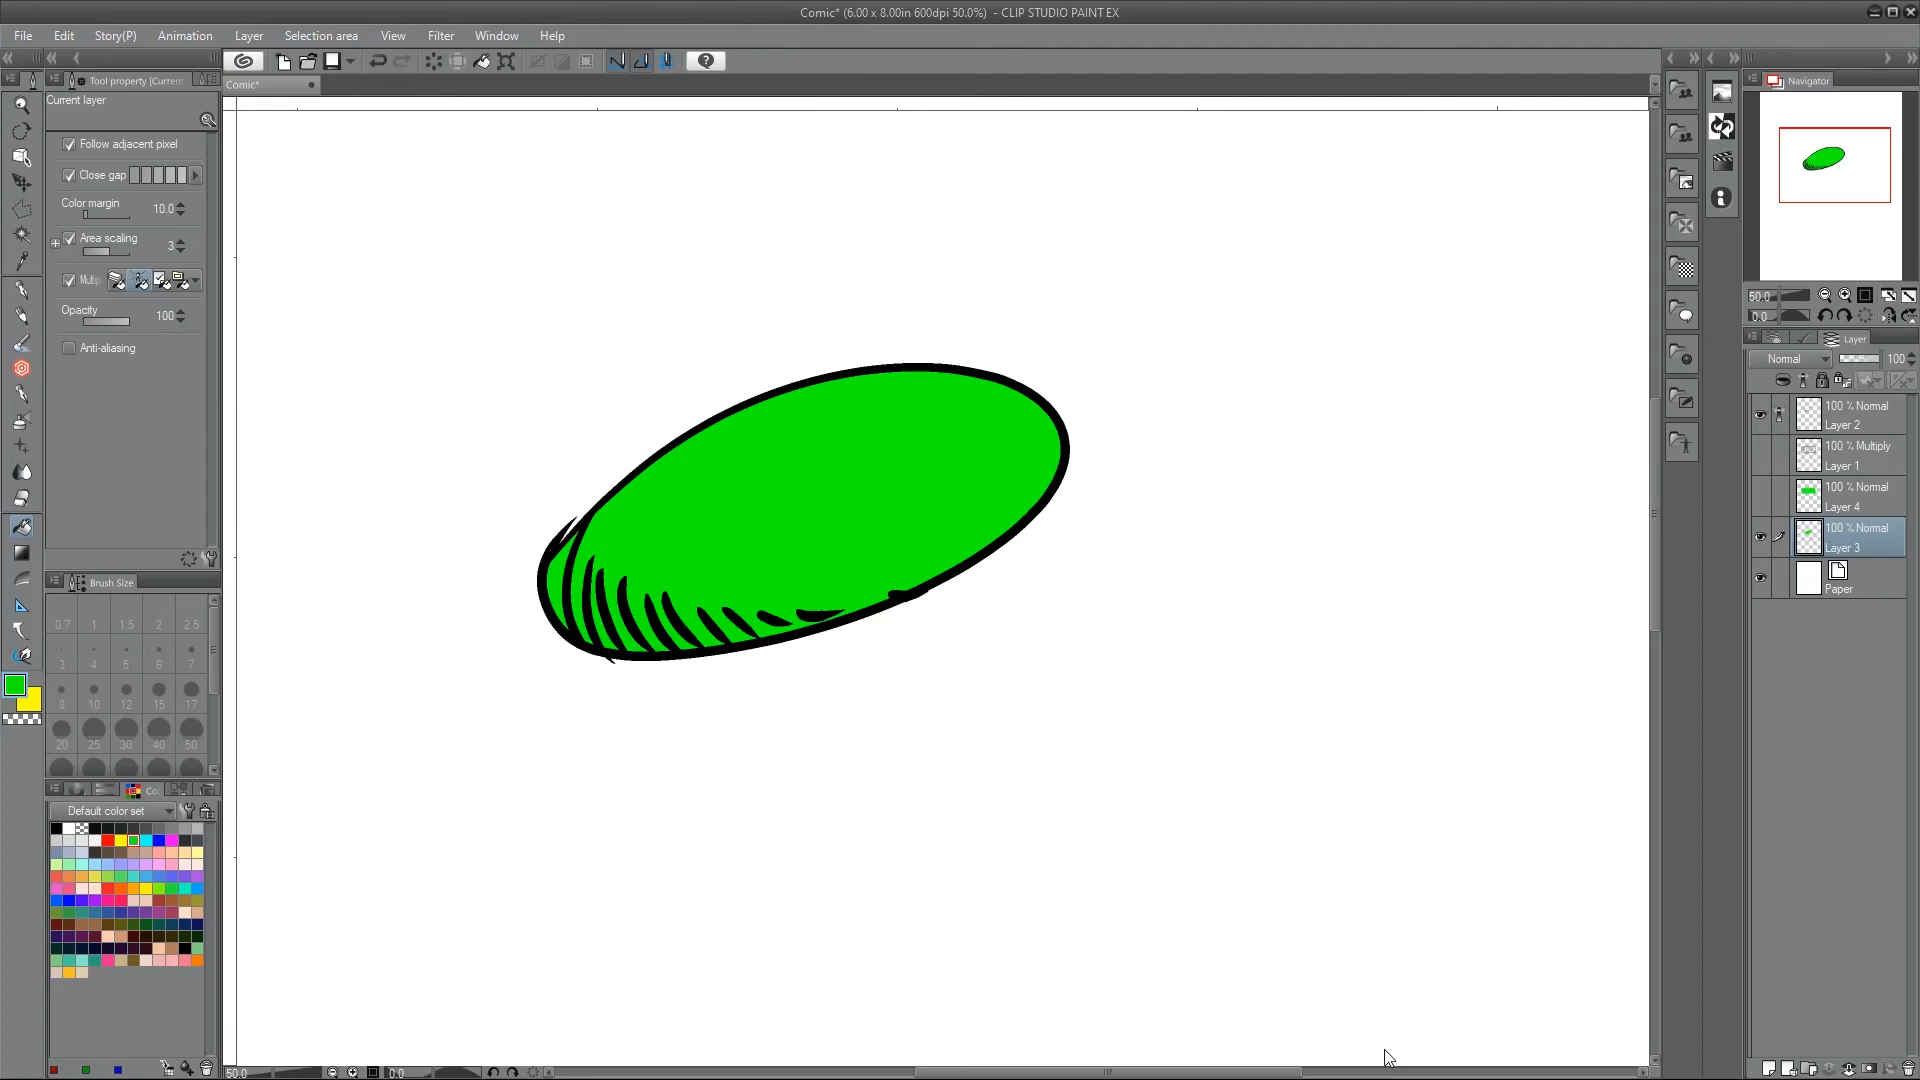 Comic* (6.00 x 8.00in 600dpi 50.0%) - CLIP STUDIO PAINT EX
File Edit Story(P) Animation Layer Selection area View Filter Window Help
Tool property [Current
Comic*
Navigator
Current layer
Follow adjacent pixel
Close gap
Color margin 10.0
Area scaling 3
Multip
Opacity 100
Anti-aliasing
50.0
0.0
Layer
Normal 100
100 % Normal
Layer 2
100 % Multiply
Layer 1
100 % Normal
Layer 4
100 % Normal
Layer 3
Paper
Brush Size
0.7 1 1.5 2 2.5
3 4 5 6 7
8 10 12 15 17
20 25 30 40 50
Col
Default color set
50.0 0.0